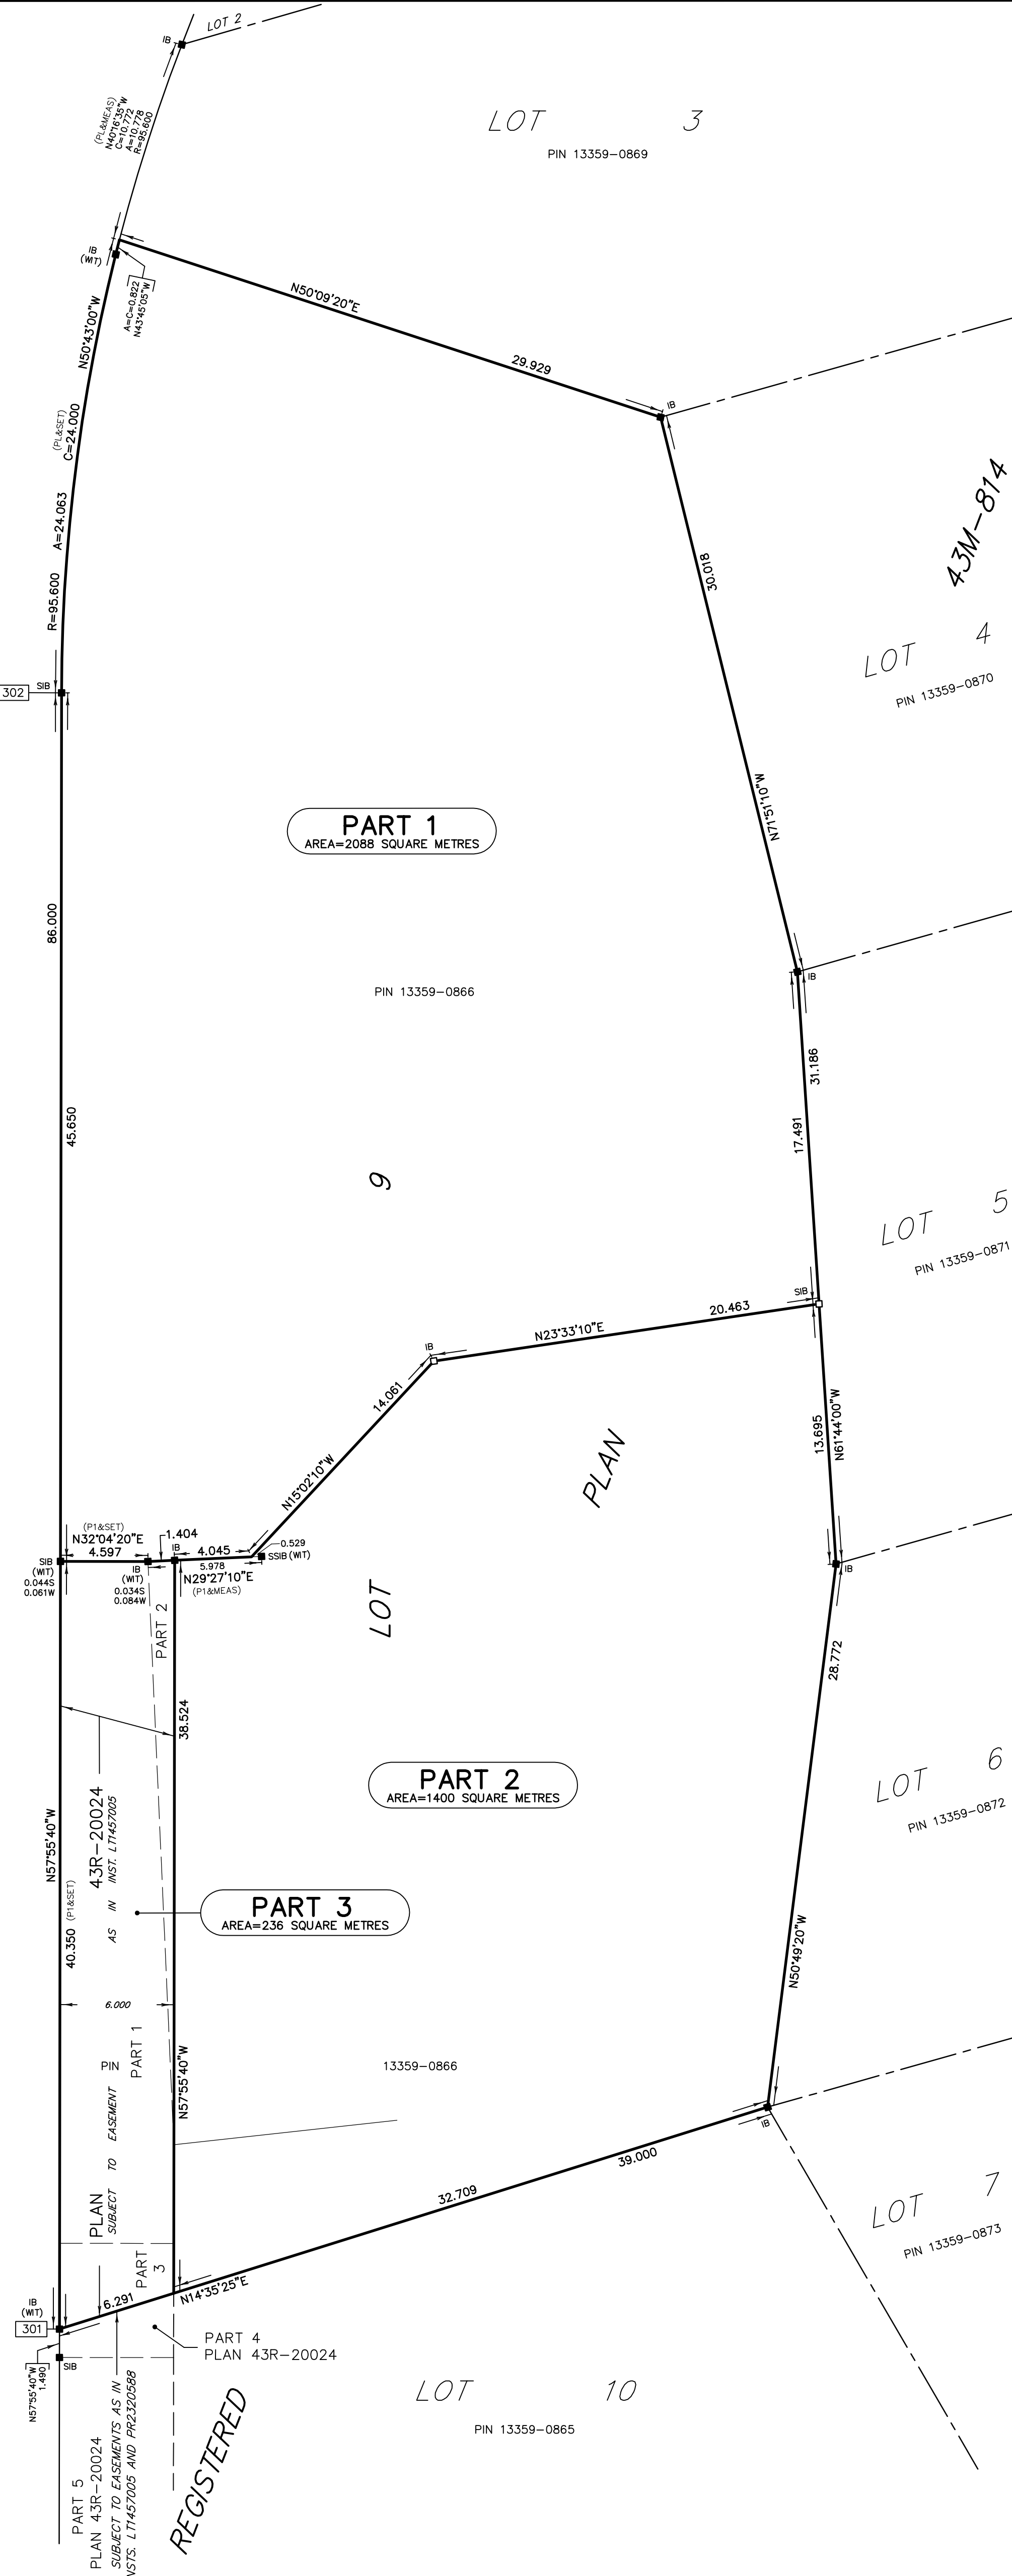 LOT 2
IB
(PL&MEAS)
N40°16'35"W
C=10.772
A=10.778
R=95.600
LOT 3
PIN 13359-0869
IB
(WIT)
A=C=0.822
N43°45'05"W
N50°09'20"E
29.929
IB
N50°43'00"W
(PL&SET)
C=24.000
A=24.063
R=95.600
43M-814
30.018
N71°51'10"W
LOT 4
PIN 13359-0870
302
SIB
PART 1
AREA=2088 SQUARE METRES
86.000
IB
PIN 13359-0866
31.186
17.491
45.650
9
LOT 5
PIN 13359-0871
SIB
20.463
N23°33'10"E
IB
14.061
N15°02'10"W
13.695
N61°44'00"W
PLAN
(P1&SET)
N32°04'20"E
4.597
1.404
IB
4.045
5.978
0.529
SSIB (WIT)
N29°27'10"E
(P1&MEAS)
SIB
(WIT)
0.044S
0.061W
IB
(WIT)
0.034S
0.084W
IB
LOT
PART 2
28.772
38.524
PART 2
AREA=1400 SQUARE METRES
LOT 6
PIN 13359-0872
N57°55'40"W
43R-20024
AS IN INST. LT1457005
PART 3
AREA=236 SQUARE METRES
40.350 (P1&SET)
N50°49'20"W
6.000
PART 1
PIN
13359-0866
N57°55'40"W
PLAN
SUBJECT TO EASEMENT
IB
39.000
32.709
LOT 7
PIN 13359-0873
PART
3
N14°35'25"E
6.291
IB
(WIT)
301
PART 4
PLAN 43R-20024
SIB
N57°55'40"W
1.490
LOT 10
PIN 13359-0865
REGISTERED
PART 5
PLAN 43R-20024
SUBJECT TO EASEMENTS AS IN
NSTS. LT1457005 AND PR2320588